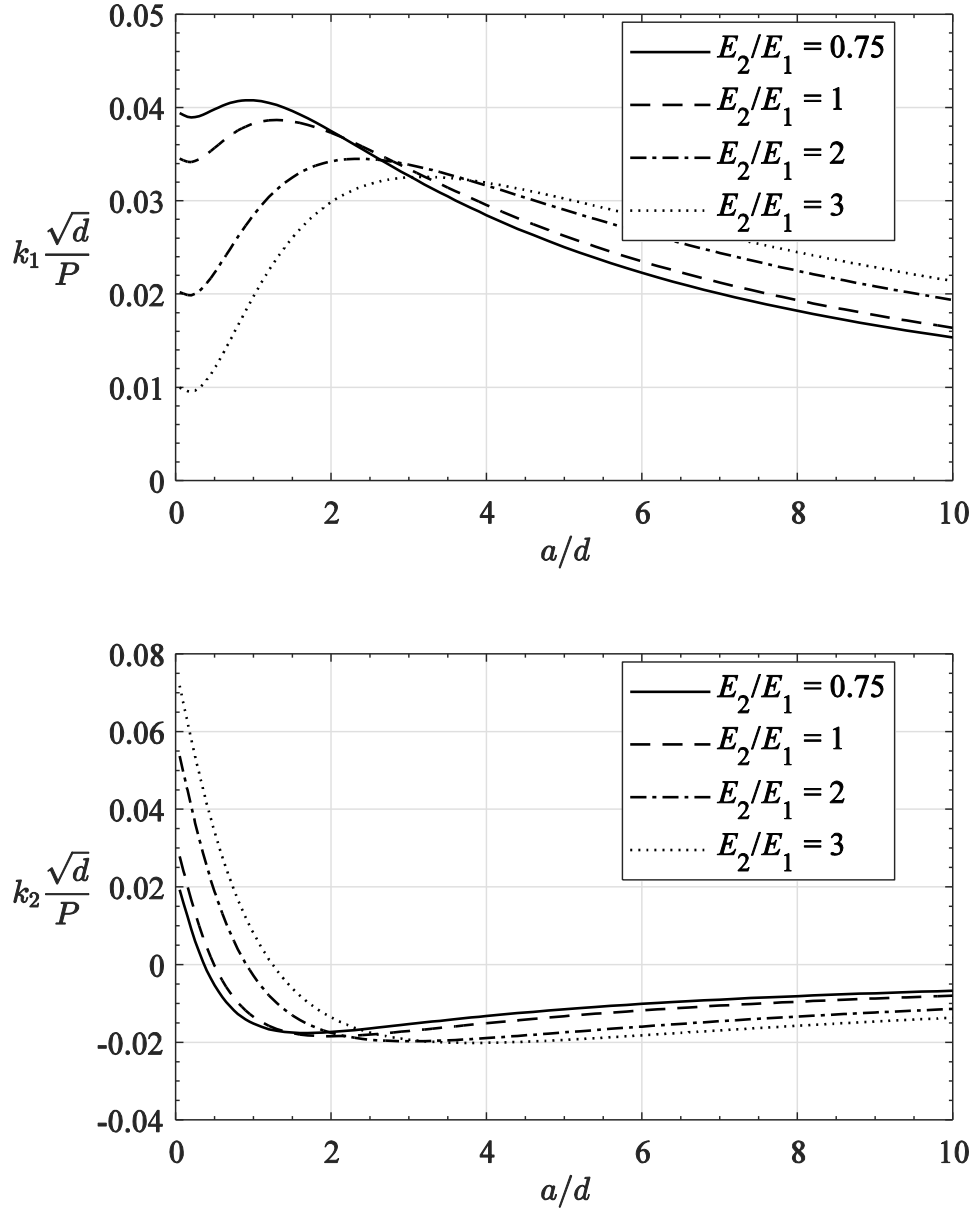 0.05
E₂/E₁ = 0.75
0.04
E₂/E₁ = 1
E₂/E₁ = 2
0.03
E₂/E₁ = 3
k₁ √d/P
0.02
0.01
0
0 2 4 6 8 10
a/d
0.08
E₂/E₁ = 0.75
0.06
E₂/E₁ = 1
0.04
E₂/E₁ = 2
E₂/E₁ = 3
k₂ √d/P
0.02
0
-0.02
-0.04
0 2 4 6 8 10
a/d